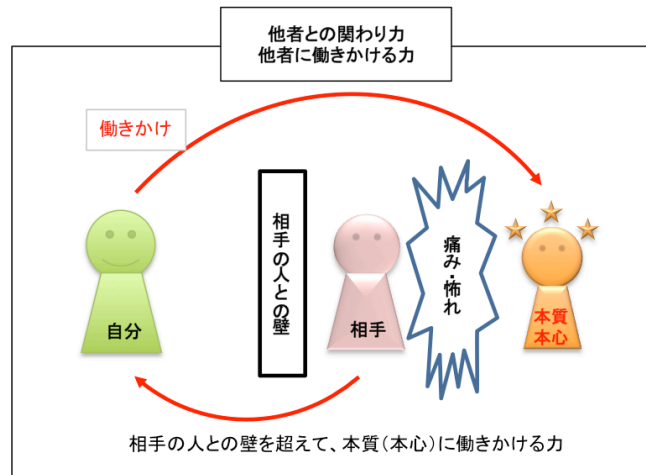 他者との関わり力
他者に働きかける力
働きかけ
相手の人との壁
痛み・怖れ
自分
相手
本質
本心
相手の人との壁を超えて、本質(本心)に働きかける力